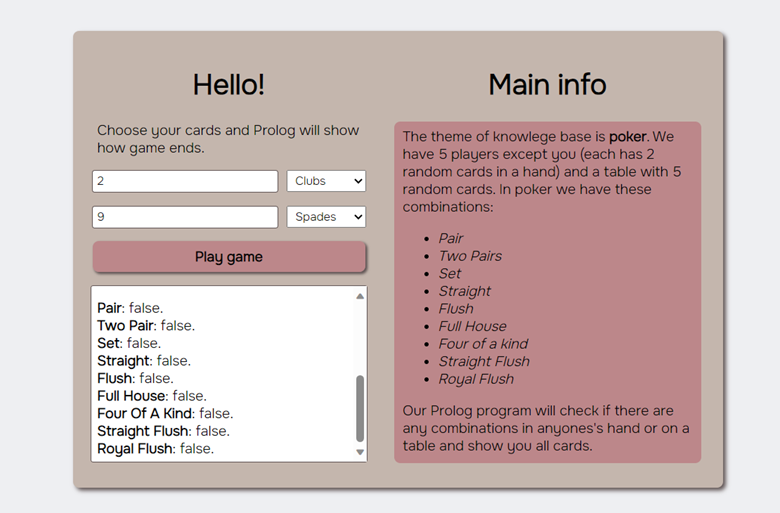 Hello!
Choose your cards and Prolog will show
how game ends.
2
Clubs
9
Spades
Play game
Pair: false.
Two Pair: false.
Set: false.
Straight: false.
Flush: false.
Full House: false.
Four Of A Kind: false.
Straight Flush: false.
Royal Flush: false.
Main info
The theme of knowlege base is poker. We
have 5 players except you (each has 2
random cards in a hand) and a table with 5
random cards. In poker we have these
combinations:
Pair
Two Pairs
Set
Straight
Flush
Full House
Four of a kind
Straight Flush
Royal Flush
Our Prolog program will check if there are
any combinations in anyones's hand or on a
table and show you all cards.